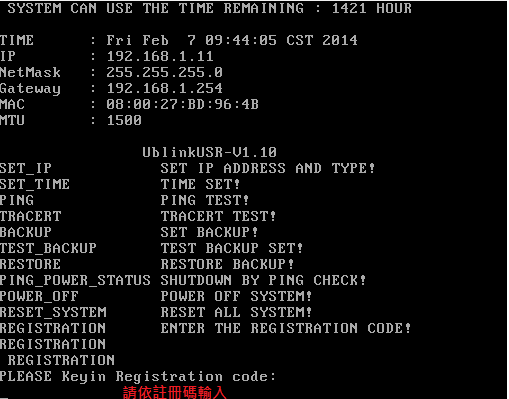 SYSTEM CAN USE THE TIME REMAINING : 1421 HOUR
TIME : Fri Feb 7 09:44:05 CST 2014
IP : 192.168.1.11
NetMask : 255.255.255.0
Gateway : 192.168.1.254
MAC : 08:00:27:BD:96:4B
MTU : 1500
UblinkUSR-V1.10
SET_IP SET IP ADDRESS AND TYPE!
SET_TIME TIME SET!
PING PING TEST!
TRACERT TRACERT TEST!
BACKUP SET BACKUP!
TEST_BACKUP TEST BACKUP SET!
RESTORE RESTORE BACKUP!
PING_POWER_STATUS SHUTDOWN BY PING CHECK!
POWER_OFF POWER OFF SYSTEM!
RESET_SYSTEM RESET ALL SYSTEM!
REGISTRATION ENTER THE REGISTRATION CODE!
REGISTRATION
REGISTRATION
PLEASE Keyin Registration code:
請依註冊碼輸入